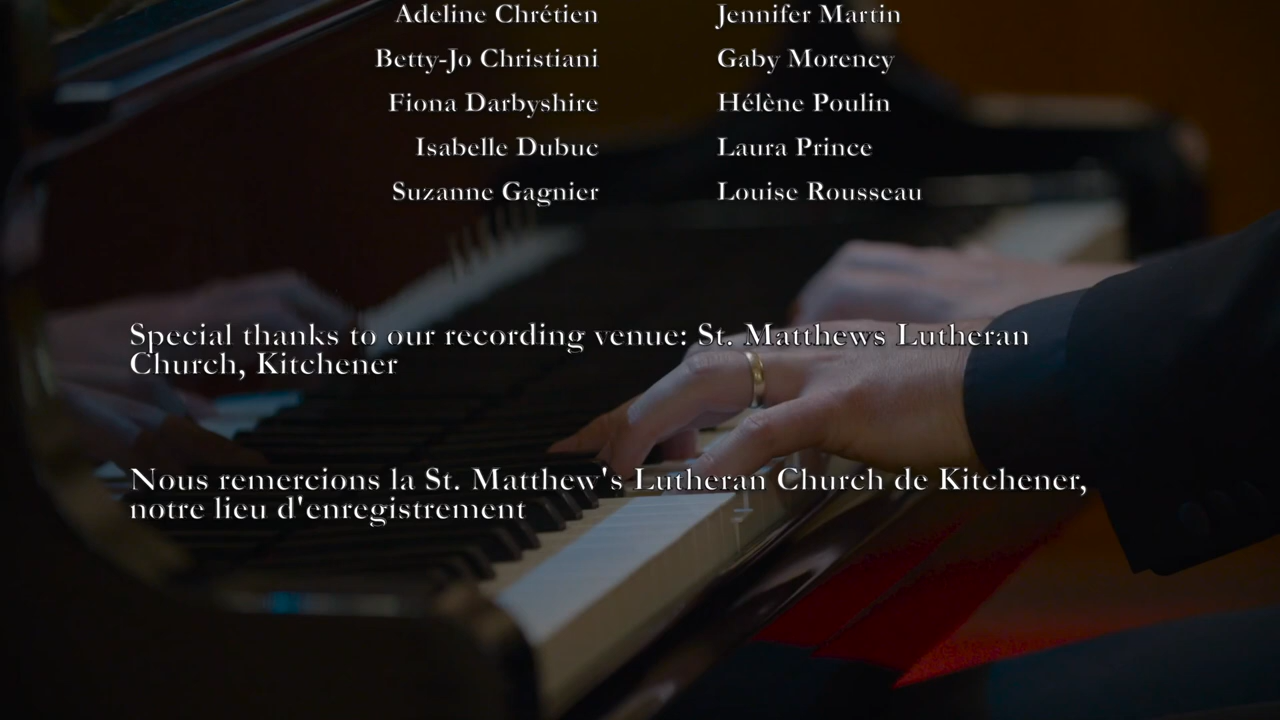 Adeline Chrétien Jennifer Martin
Betty-Jo Christiani Gaby Morency
Fiona Darbyshire Hélène Poulin
Isabelle Dubuc Laura Prince
Suzanne Gagnier Louise Rousseau
Special thanks to our recording venue: St. Matthews Lutheran
Church, Kitchener
Nous remercions la St. Matthew's Lutheran Church de Kitchener,
notre lieu d'enregistrement